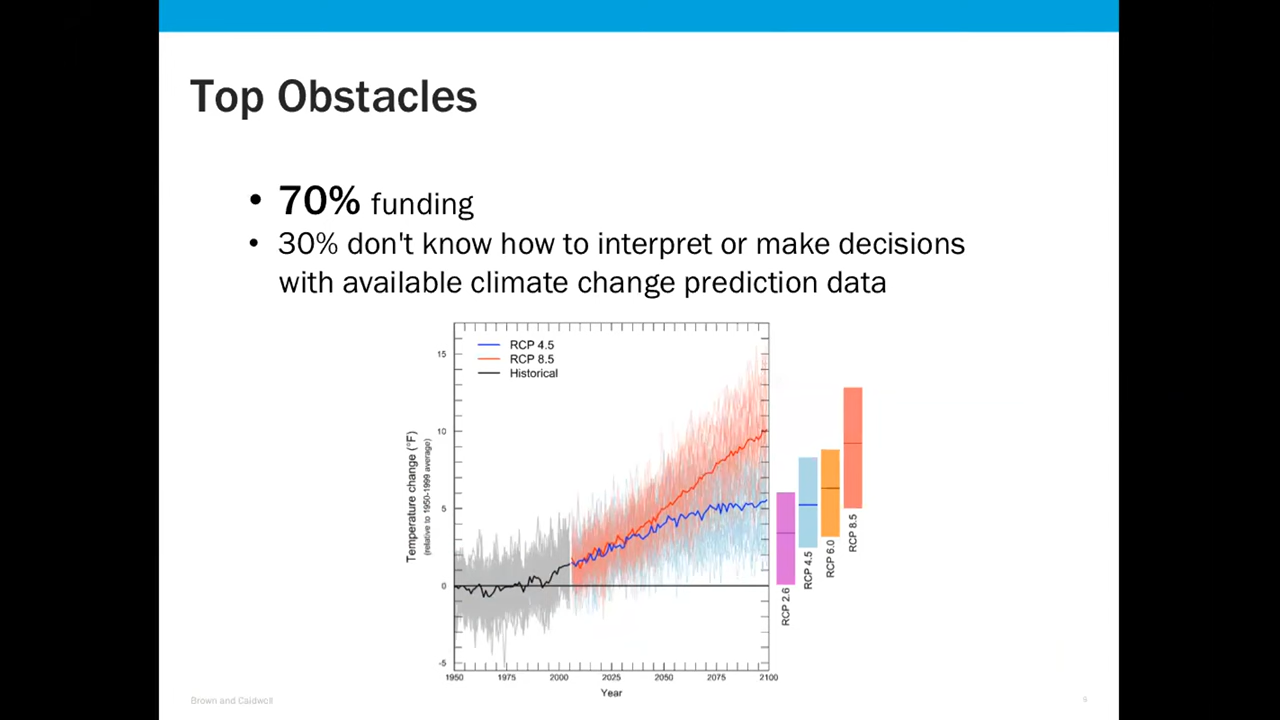 Top Obstacles
• 70% funding
• 30% don't know how to interpret or make decisions
with available climate change prediction data
RCP 4.5
RCP 8.5
Historical
15
10
5
0
-5
Temperature change (°F)
(relative to 1950-1999 average)
1950 1975 2000 2025 2050 2075 2100
Year
RCP 2.6
RCP 4.5
RCP 6.0
RCP 8.5
Brown and Caldwell
9